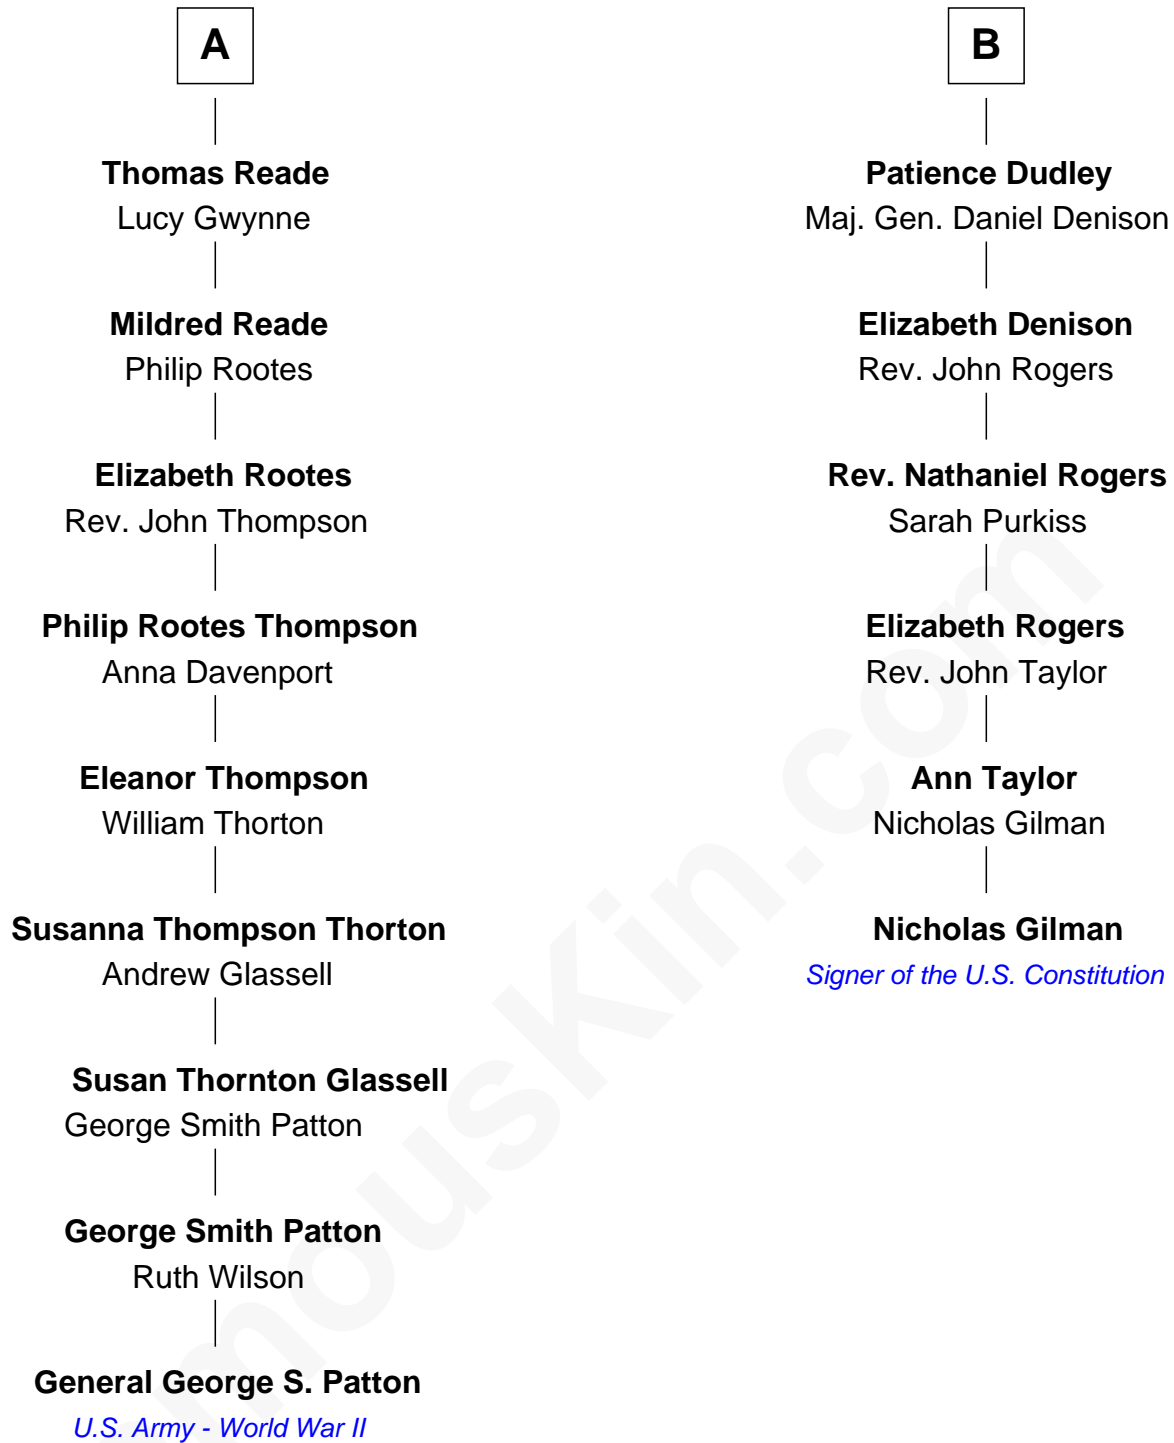 A
Thomas Reade
Lucy Gwynne
Mildred Reade
Philip Rootes
Elizabeth Rootes
Rev. John Thompson
Philip Rootes Thompson
Anna Davenport
Eleanor Thompson
William Thorton
Susanna Thompson Thorton
Andrew Glassell
Susan Thornton Glassell
George Smith Patton
George Smith Patton
Ruth Wilson
General George S. Patton
U.S. Army - World War II
B
Patience Dudley
Maj. Gen. Daniel Denison
Elizabeth Denison
Rev. John Rogers
Rev. Nathaniel Rogers
Sarah Purkiss
Elizabeth Rogers
Rev. John Taylor
Ann Taylor
Nicholas Gilman
Nicholas Gilman
Signer of the U.S. Constitution
mousKin.com